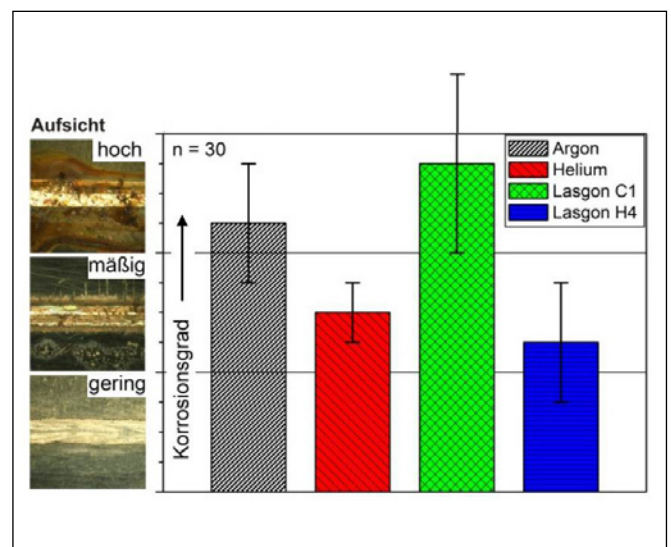 Aufsicht
hoch
mäßig
gering
Korrosionsgrad
n = 30
Argon
Helium
Lasgon C1
Lasgon H4